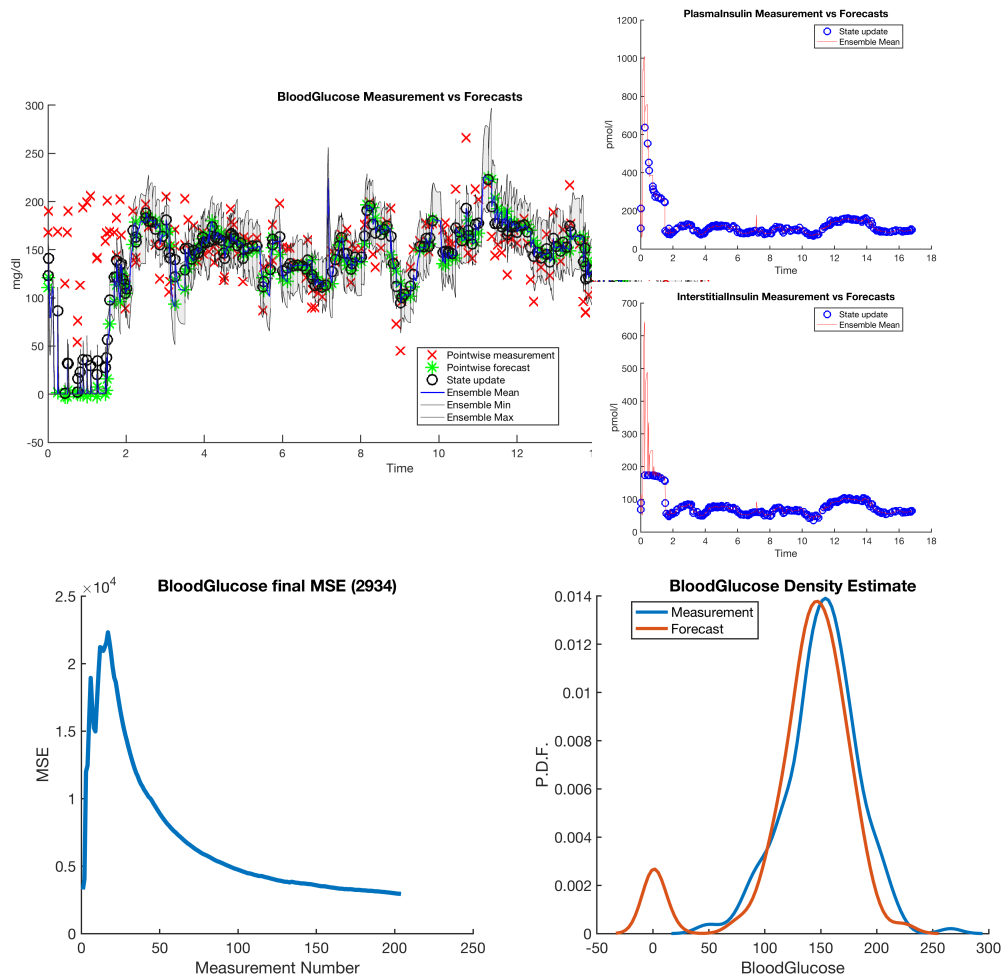 BloodGlucose Measurement vs Forecasts
300
250
200
150
100
50
0
-50
mg/dl
0 2 4 6 8 10 12
Time
Pointwise measurement
Pointwise forecast
State update
Ensemble Mean
Ensemble Min
Ensemble Max
PlasmaInsulin Measurement vs Forecasts
1200
1000
800
600
400
200
0
pmol/l
0 2 4 6 8 10 12 14 16 18
Time
State update
Ensemble Mean
InterstitialInsulin Measurement vs Forecasts
700
600
500
400
300
200
100
0
pmol/l
0 2 4 6 8 10 12 14 16 18
Time
State update
Ensemble Mean
BloodGlucose final MSE (2934)
×10⁴
2.5
2
1.5
1
0.5
0
MSE
0 50 100 150 200 250
Measurement Number
BloodGlucose Density Estimate
0.014
0.012
0.01
0.008
0.006
0.004
0.002
0
P.D.F.
-50 0 50 100 150 200 250 300
BloodGlucose
Measurement
Forecast